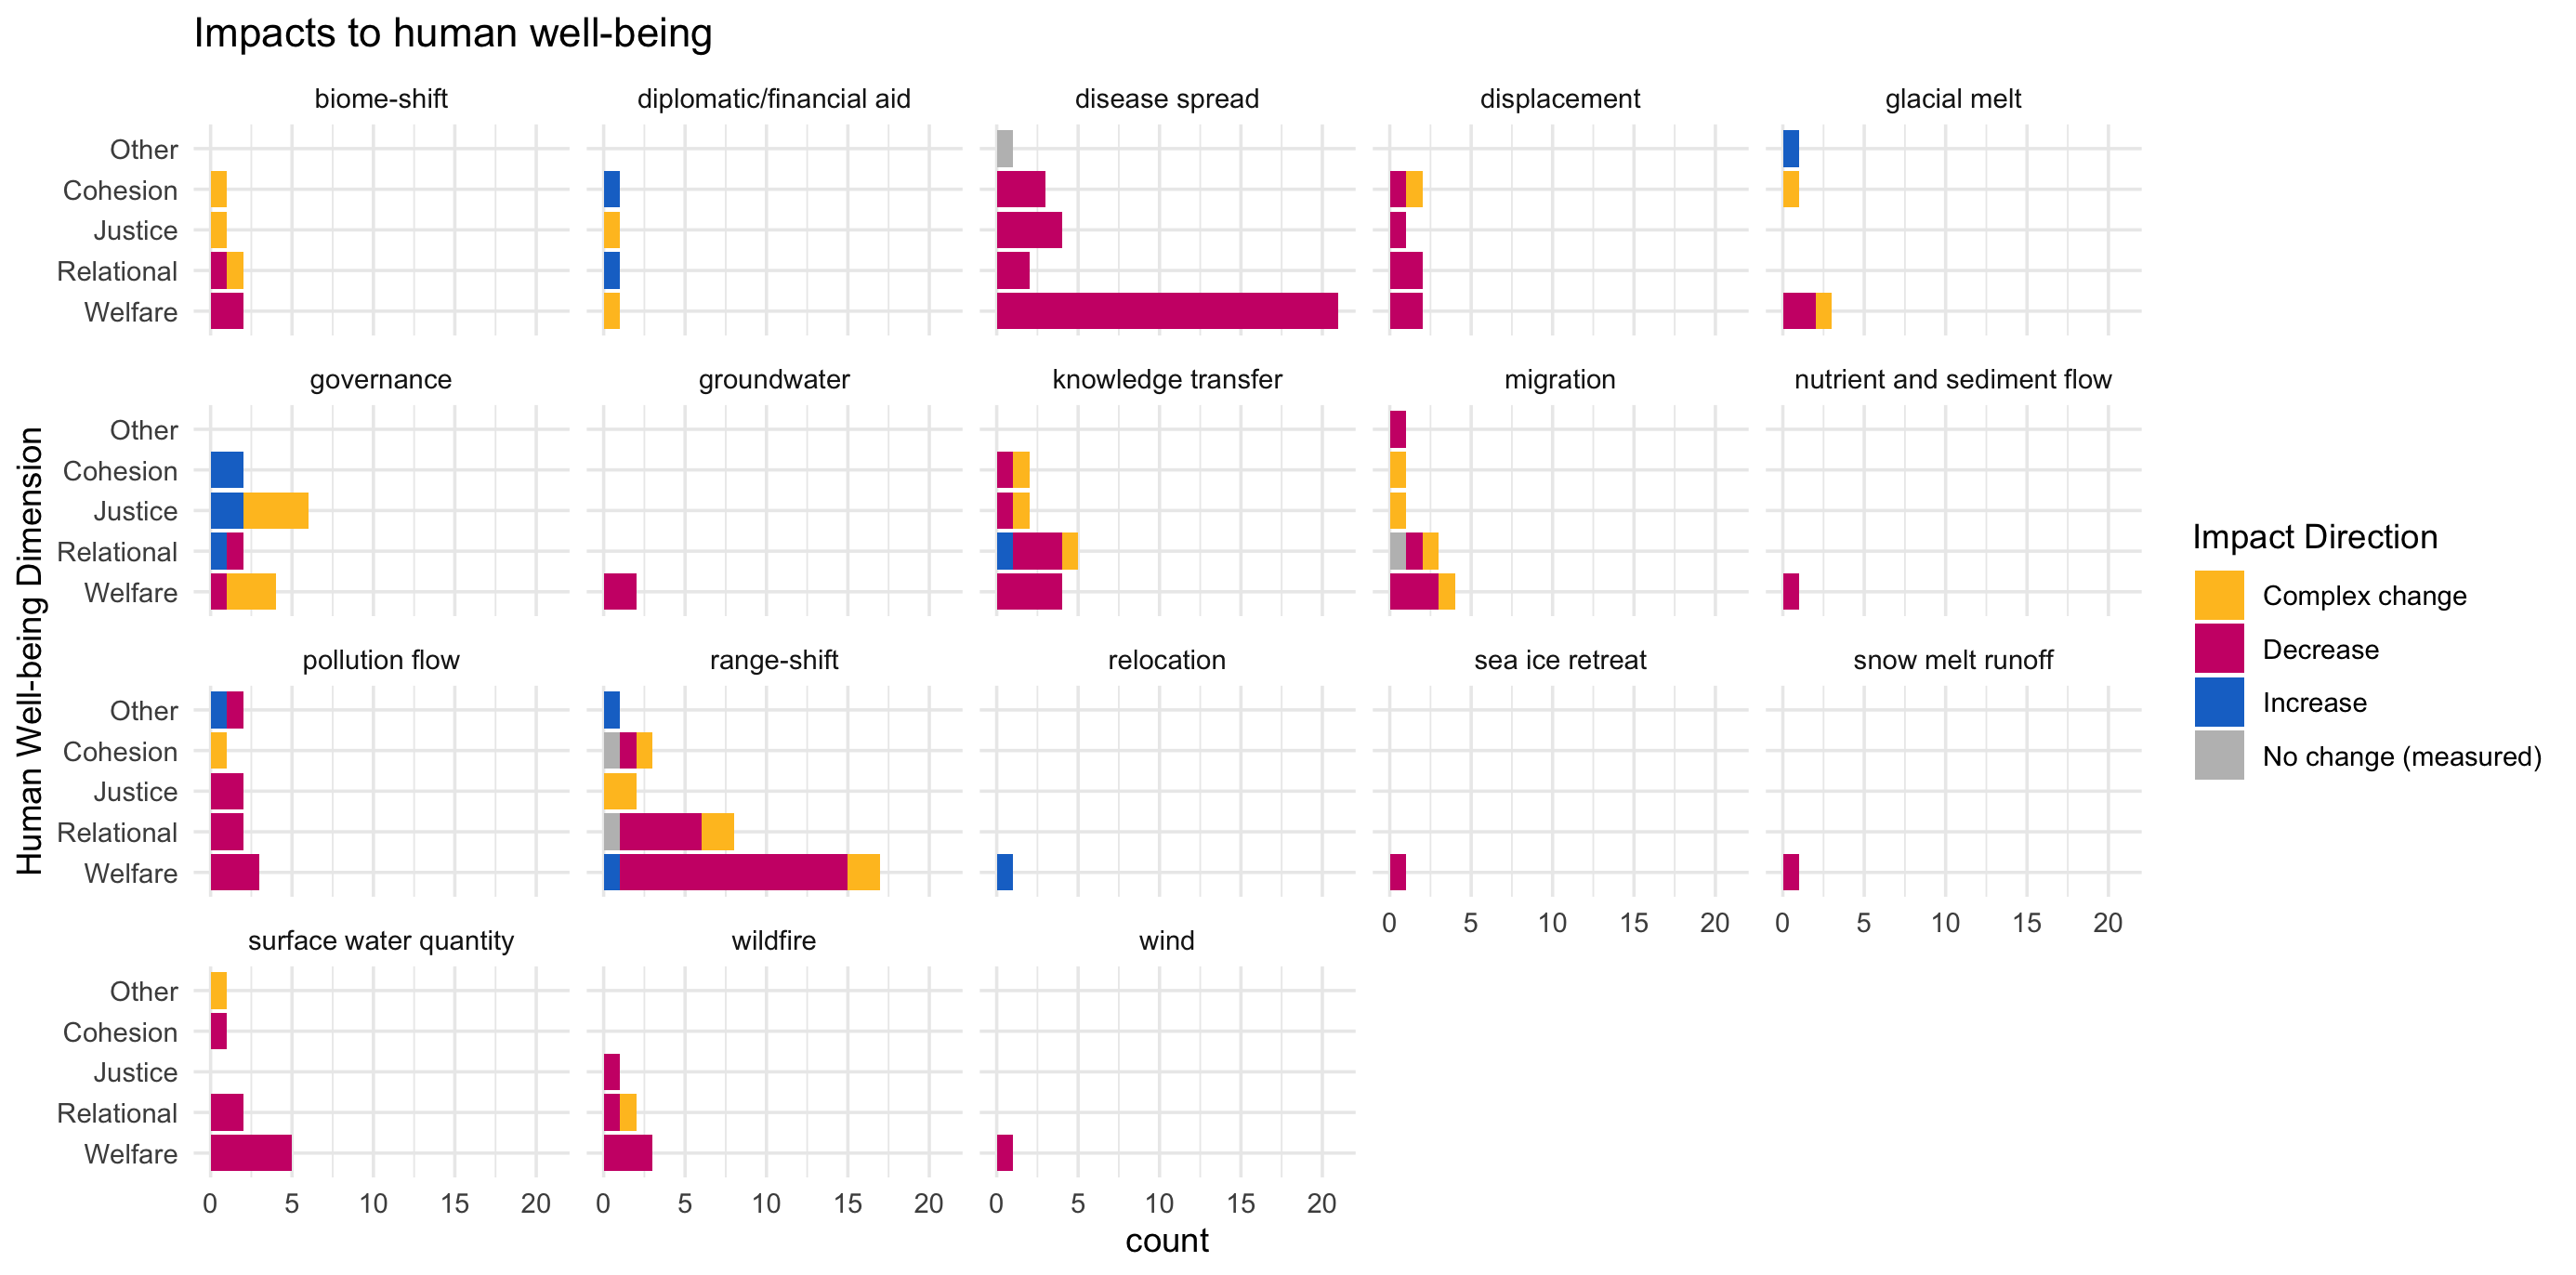 Impacts to human well-being
biome-shift
diplomatic/financial aid
disease spread
displacement
glacial melt
Other
Cohesion
Justice
Relational
Welfare
governance
groundwater
knowledge transfer
migration
nutrient and sediment flow
Other
Cohesion
Justice
Relational
Welfare
pollution flow
range-shift
relocation
sea ice retreat
snow melt runoff
Other
Cohesion
Justice
Relational
Welfare
0 5 10 15 20
0 5 10 15 20
surface water quantity
wildfire
wind
Other
Cohesion
Justice
Relational
Welfare
0 5 10 15 20
0 5 10 15 20
0 5 10 15 20
count
Human Well-being Dimension
Impact Direction
Complex change
Decrease
Increase
No change (measured)